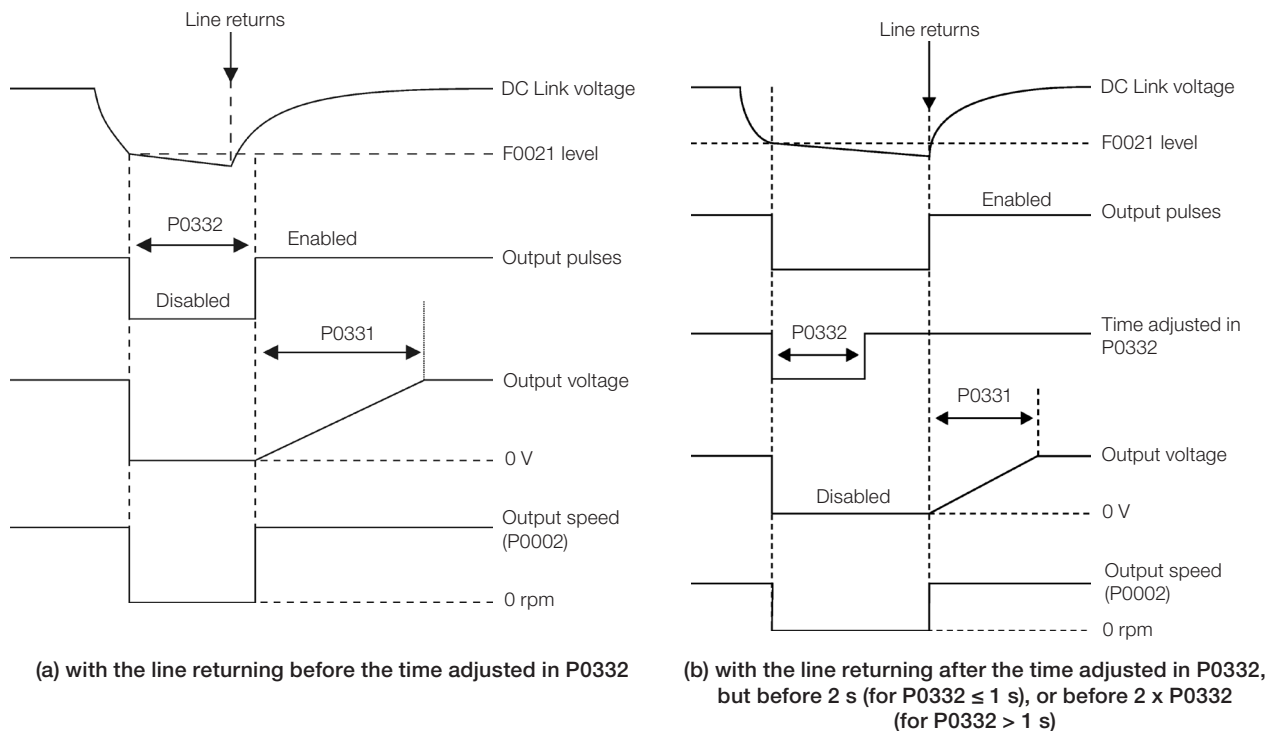 Line returns
DC Link voltage
F0021 level
P0332
Enabled
Output pulses
Disabled
P0331
Output voltage
0 V
Output speed
(P0002)
0 rpm
(a) with the line returning before the time adjusted in P0332
Line returns
DC Link voltage
F0021 level
Enabled
Output pulses
P0332
Time adjusted in
P0332
P0331
Output voltage
Disabled
0 V
Output speed
(P0002)
0 rpm
(b) with the line returning after the time adjusted in P0332,
but before 2 s (for P0332 ≤ 1 s), or before 2 x P0332
(for P0332 > 1 s)